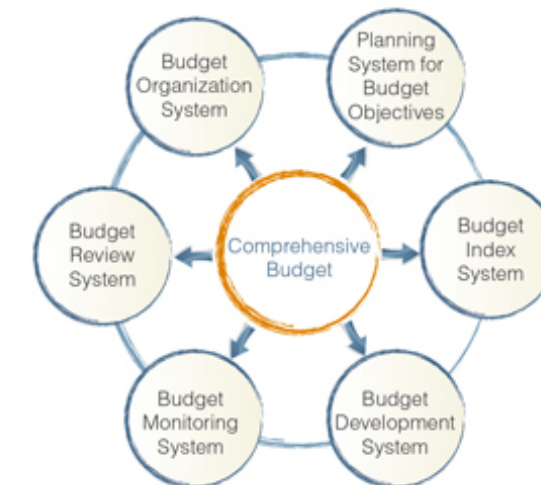 Budget
Organization
System
Planning
System for
Budget
Objectives
Budget
Review
System
Comprehensive
Budget
Budget
Index
System
Budget
Monitoring
System
Budget
Development
System